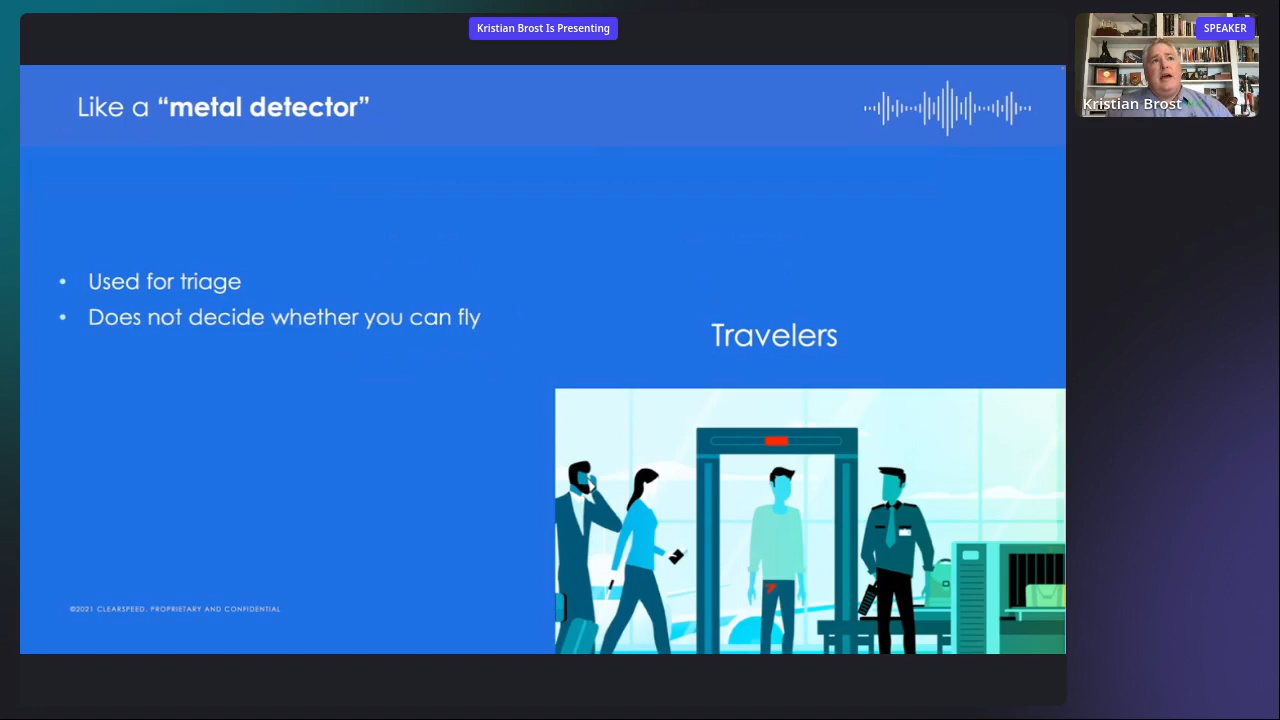 Kristian Brost Is Presenting
SPEAKER
Kristian Brost
Like a “metal detector”
• Used for triage
• Does not decide whether you can fly
Travelers
©2021 CLEARSPEED. PROPRIETARY AND CONFIDENTIAL